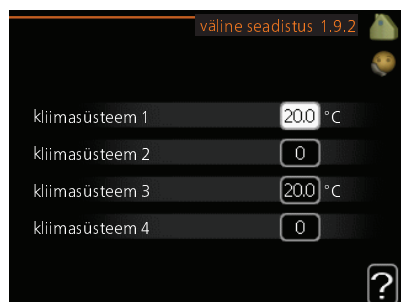 väline seadistus 1.9.2
kliimasüsteem 1 20.0 °C
kliimasüsteem 2 0
kliimasüsteem 3 20.0 °C
kliimasüsteem 4 0
?